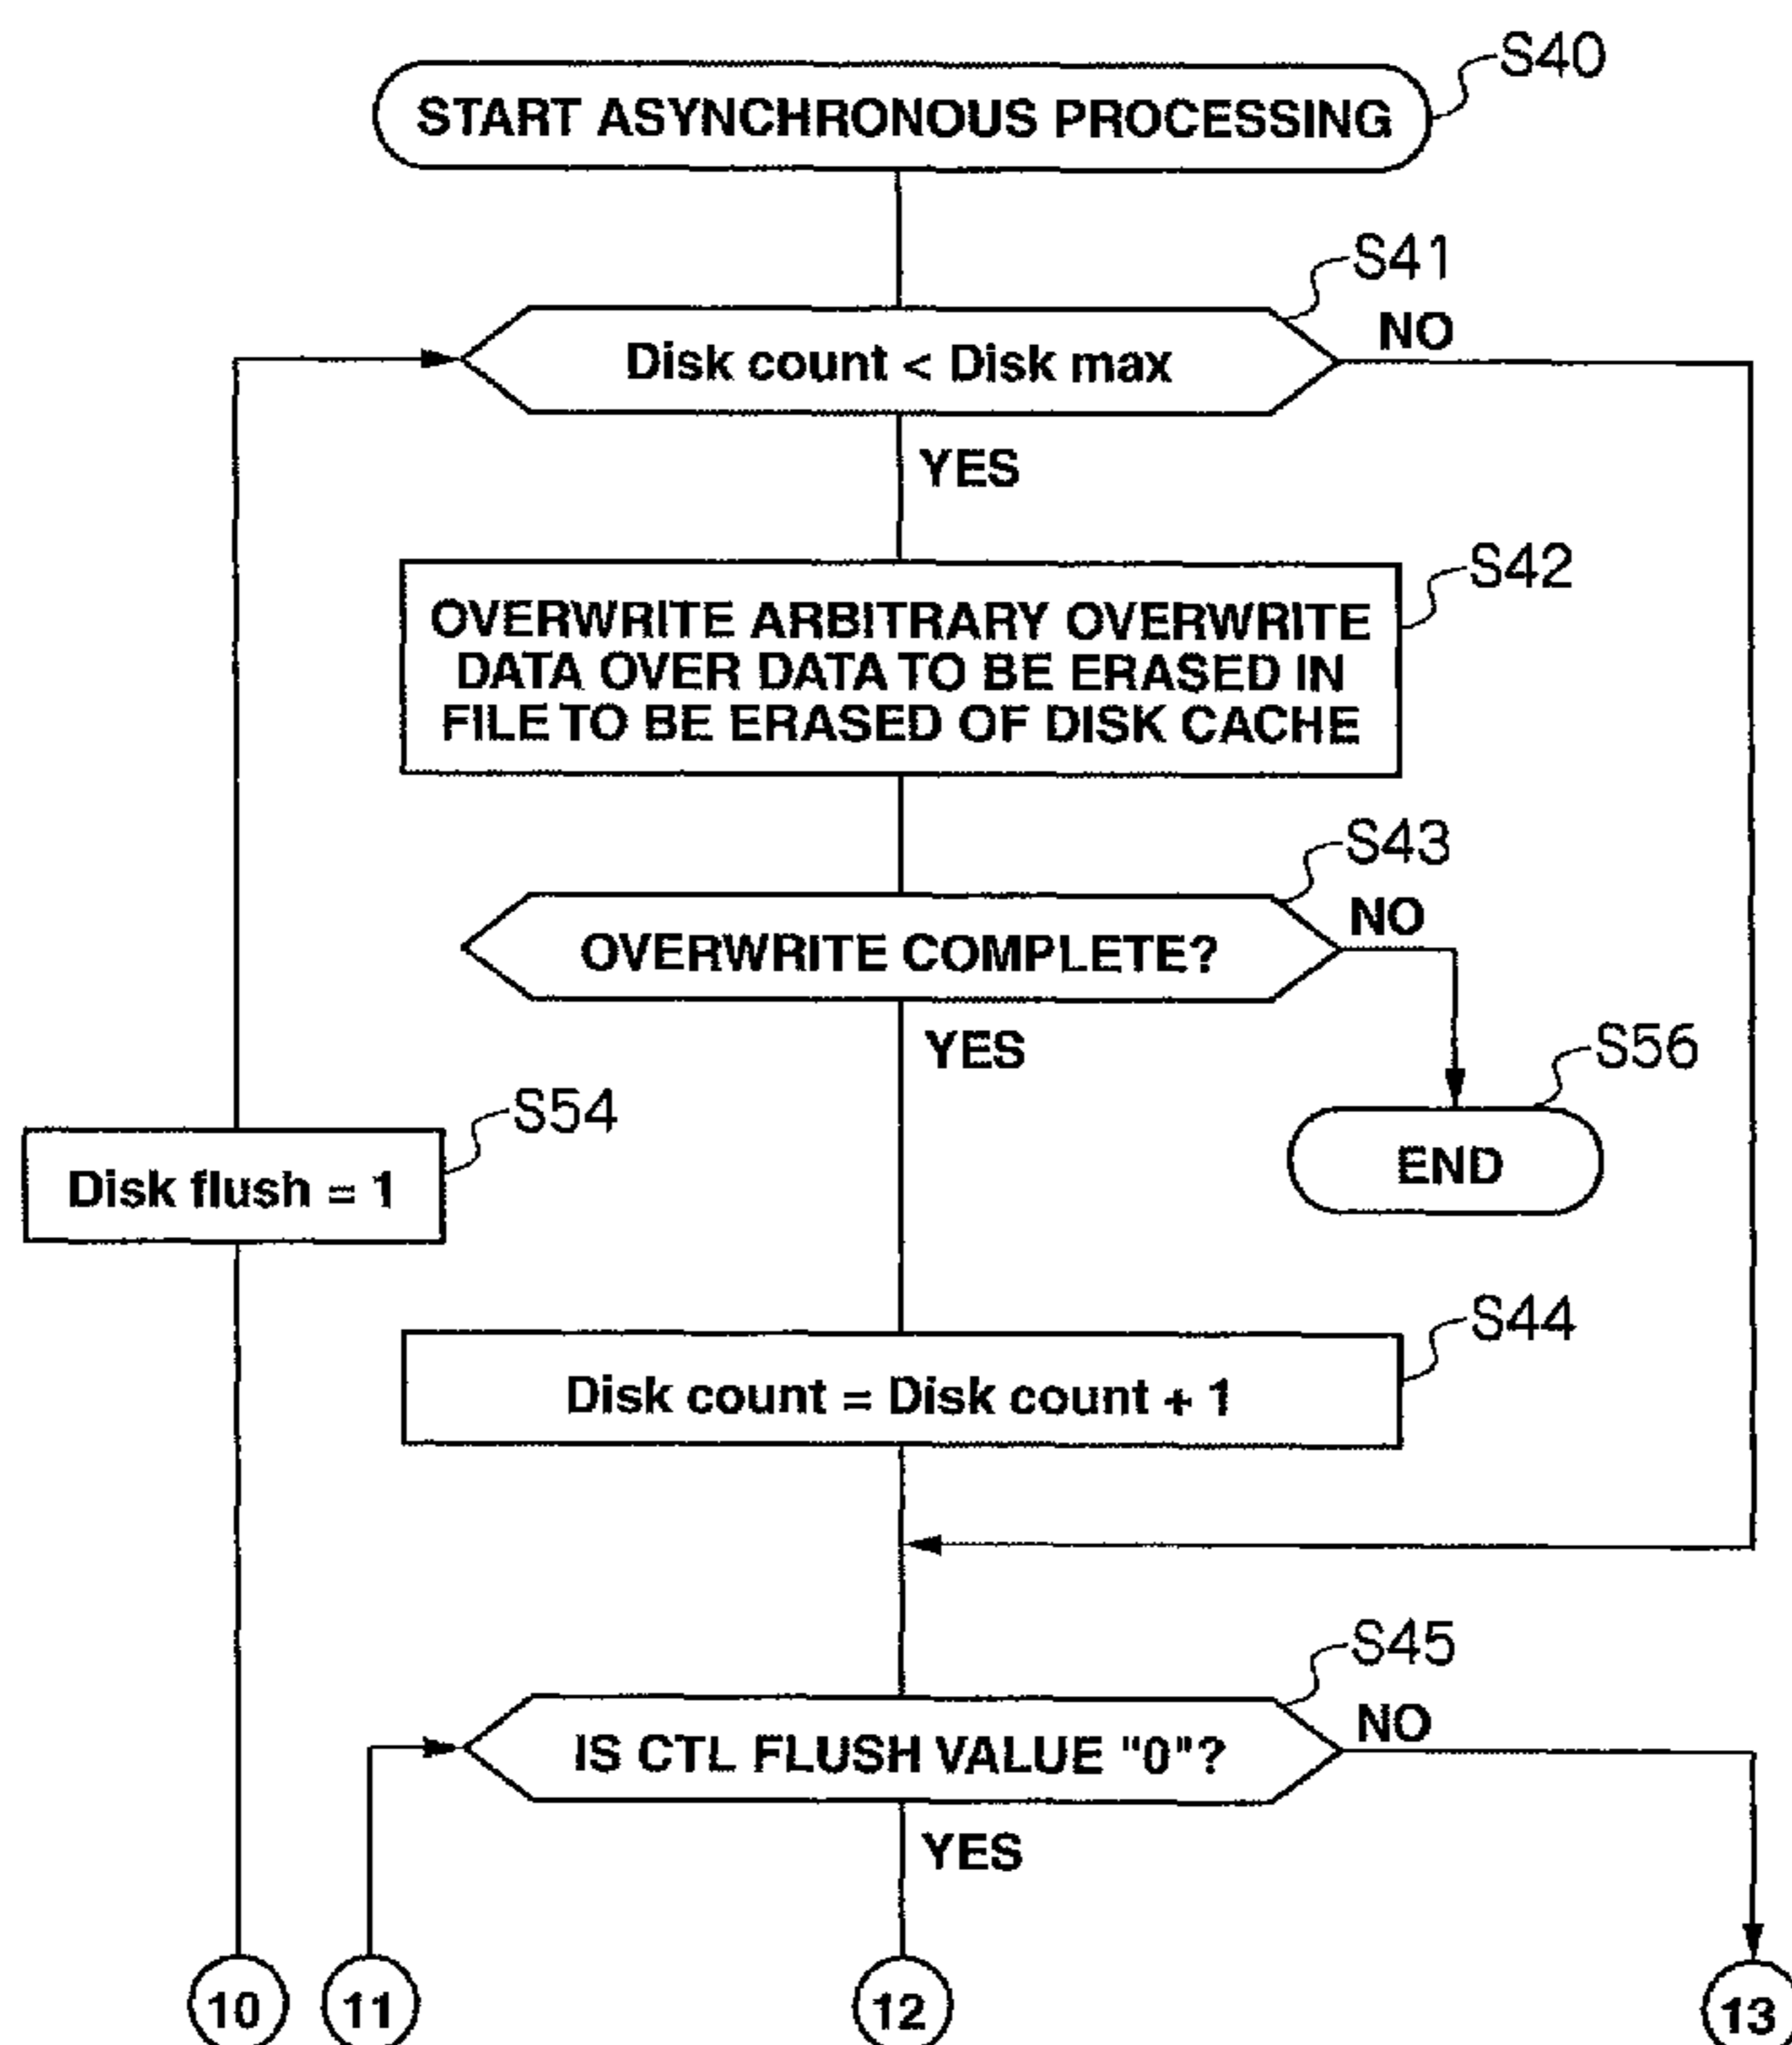 S40
START ASYNCHRONOUS PROCESSING
S41
Disk count < Disk max
NO
YES
S42
OVERWRITE ARBITRARY OVERWRITE
DATA OVER DATA TO BE ERASED IN
FILE TO BE ERASED OF DISK CACHE
S43
OVERWRITE COMPLETE?
NO
YES
S56
END
S54
Disk flush = 1
S44
Disk count = Disk count + 1
S45
IS CTL FLUSH VALUE "0"?
NO
YES
10
11
12
13